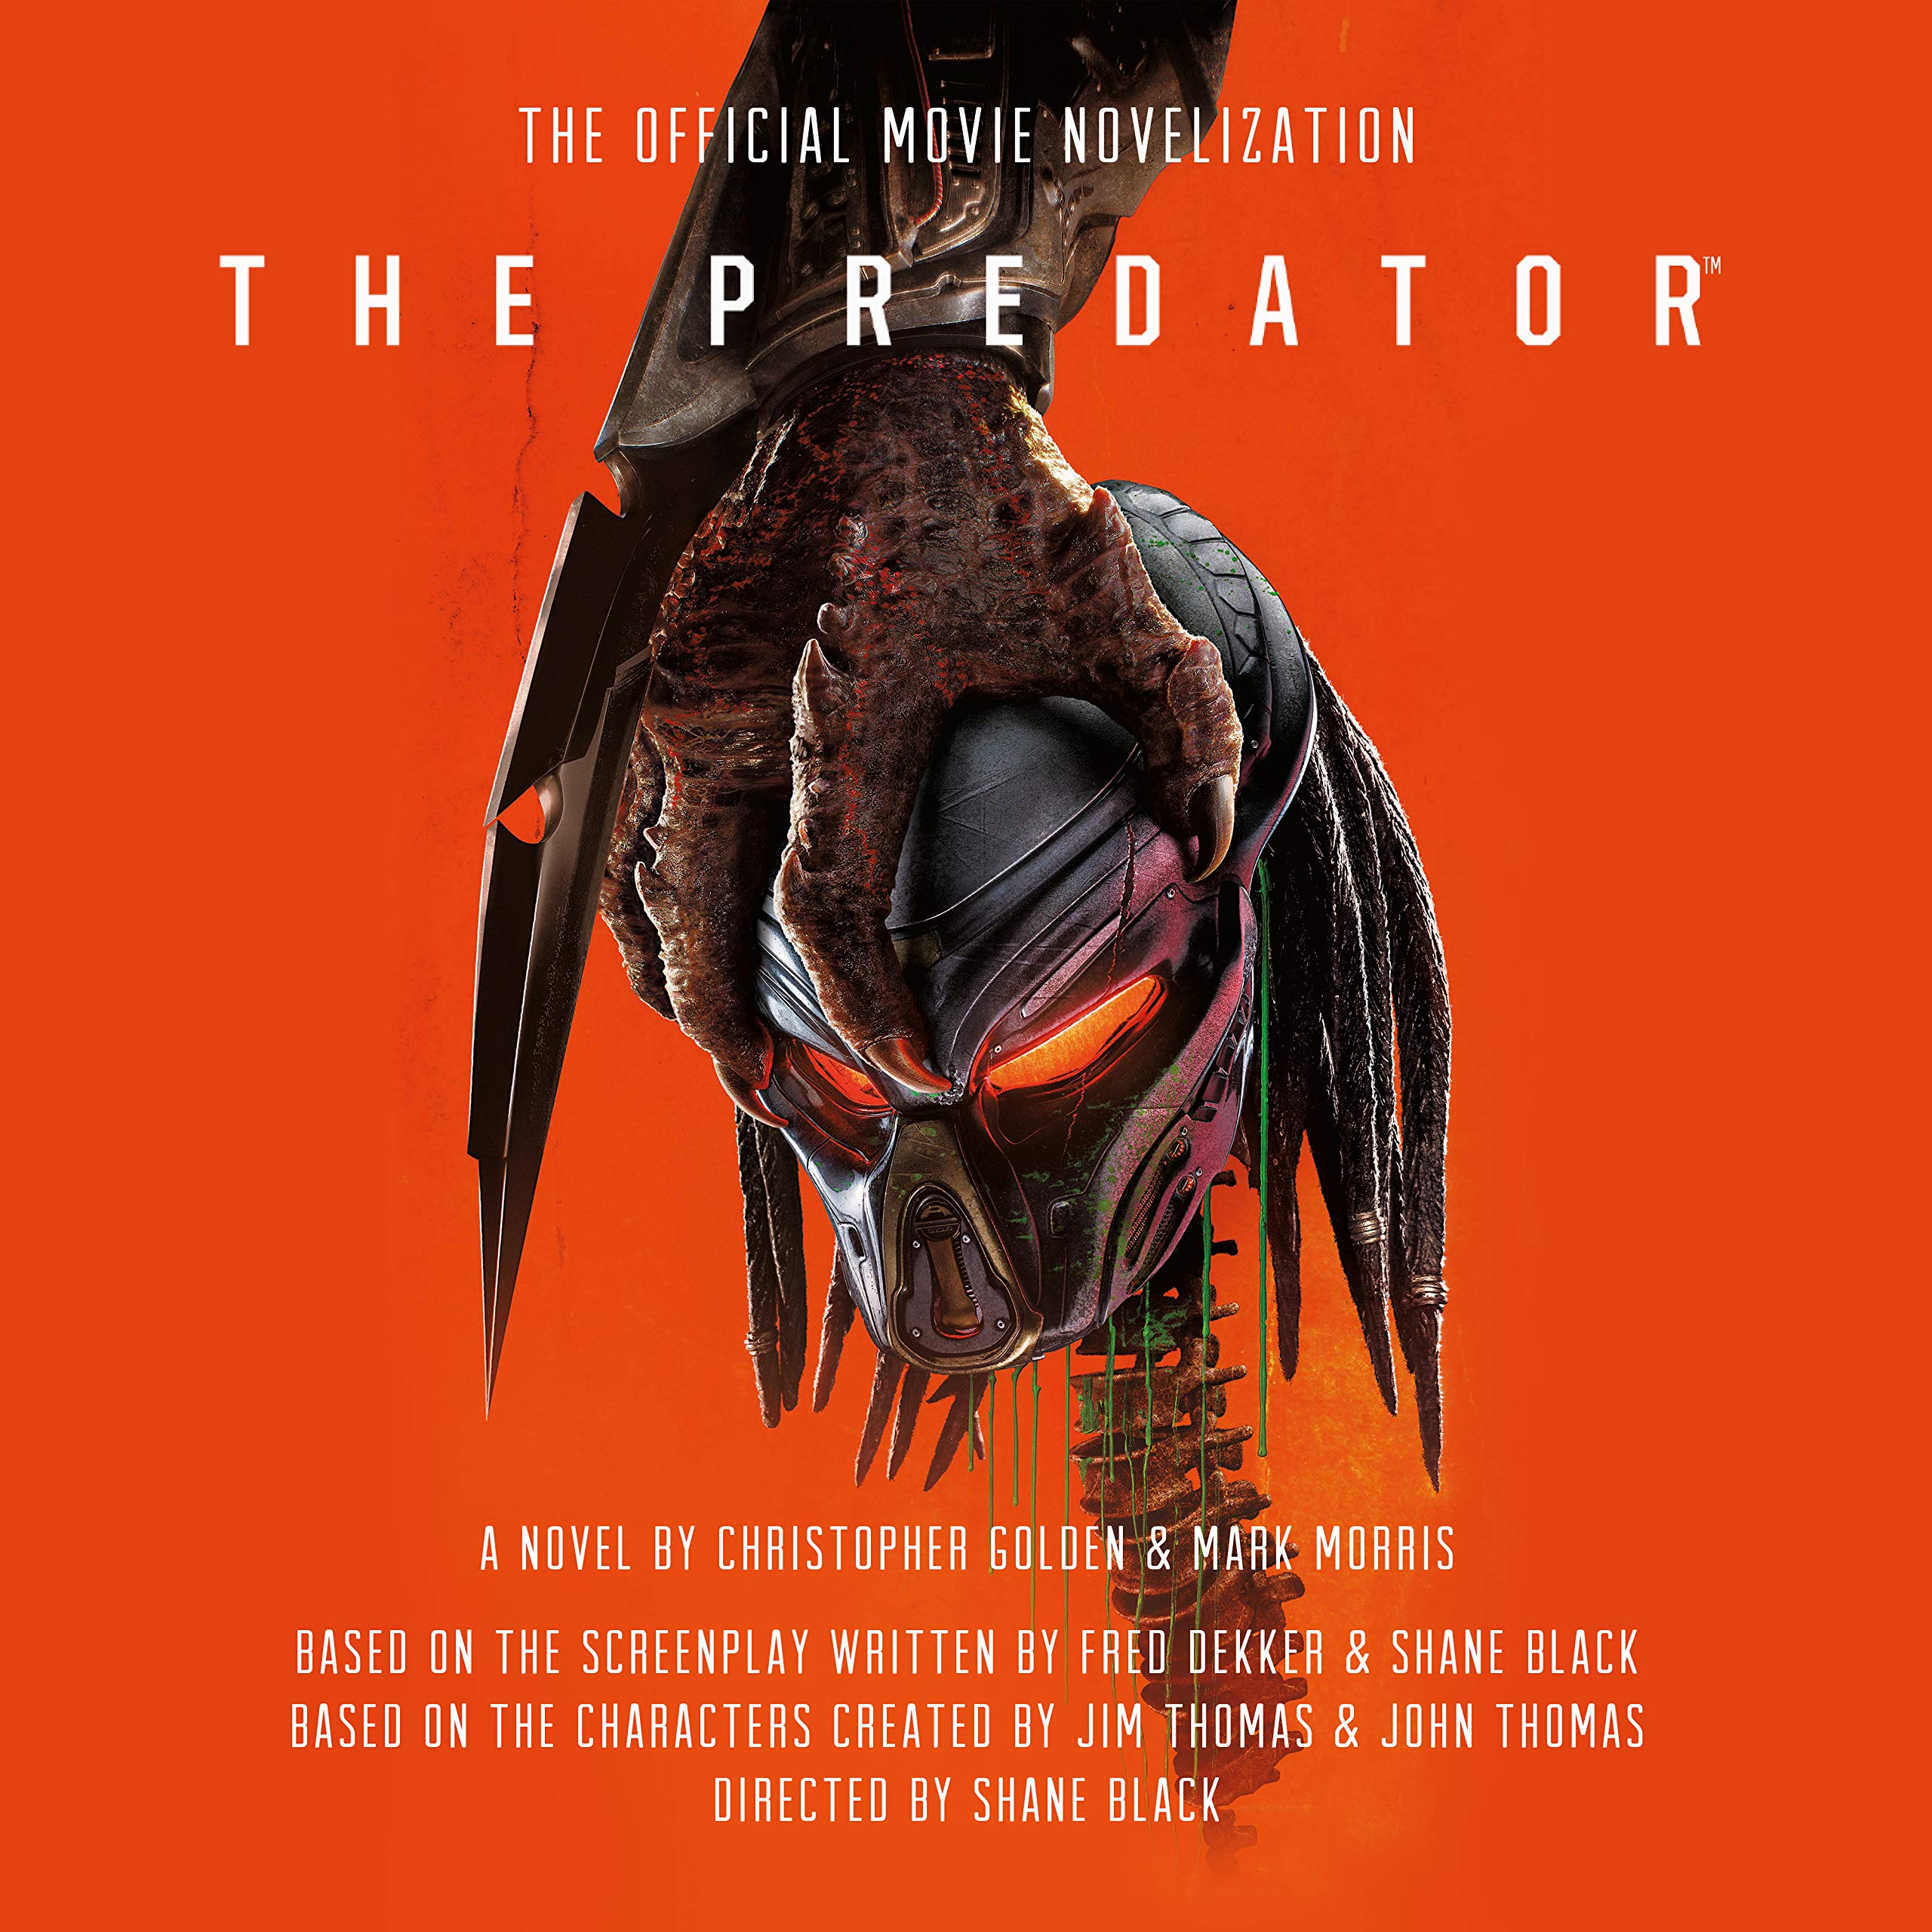 THE OFFICIAL MOVIE NOVELIZATION
THE PREDATOR™
A NOVEL BY CHRISTOPHER GOLDEN & MARK MORRIS
BASED ON THE SCREENPLAY WRITTEN BY FRED DEKKER & SHANE BLACK
BASED ON THE CHARACTERS CREATED BY JIM THOMAS & JOHN THOMAS
DIRECTED BY SHANE BLACK